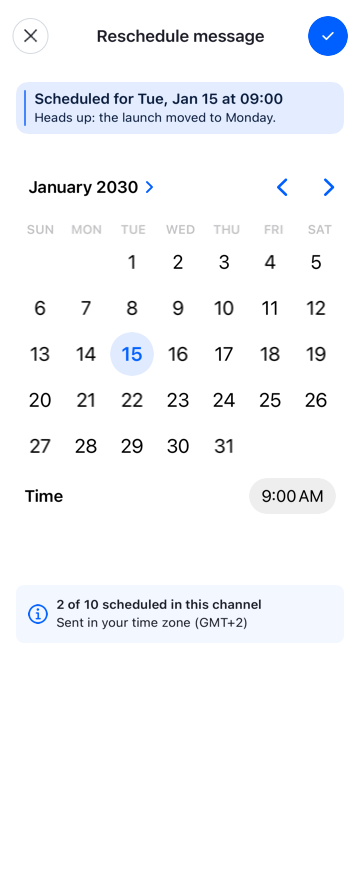 Reschedule message
Scheduled for Tue, Jan 15 at 09:00
Heads up: the launch moved to Monday.
January 2030
SUN MON TUE WED THU FRI SAT
1 2 3 4 5
6 7 8 9 10 11 12
13 14 15 16 17 18 19
20 21 22 23 24 25 26
27 28 29 30 31
Time 9:00 AM
2 of 10 scheduled in this channel
Sent in your time zone (GMT+2)